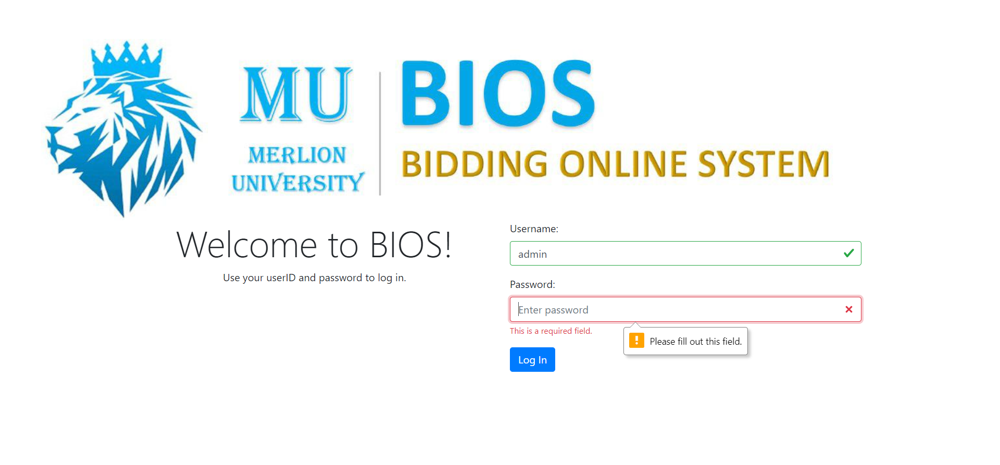 MU
MERLION
UNIVERSITY
BIOS
BIDDING ONLINE SYSTEM
Welcome to BIOS!
Use your userID and password to log in.
Username:
admin
Password:
Enter password
This is a required field.
Please fill out this field.
Log In